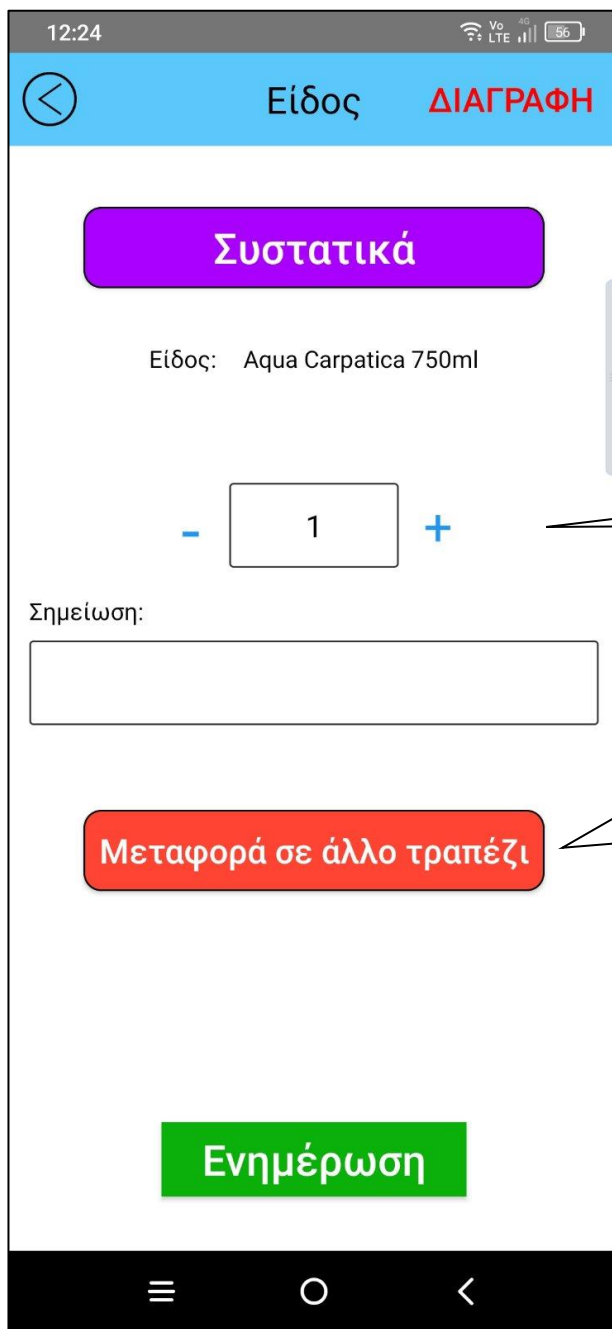 12:24 Vo LTE 4G 56
Είδος ΔΙΑΓΡΑΦΗ
Συστατικά
Είδος: Aqua Carpatica 750ml
- 1 +
Σημείωση:
Μεταφορά σε άλλο τραπέζι
Ενημέρωση